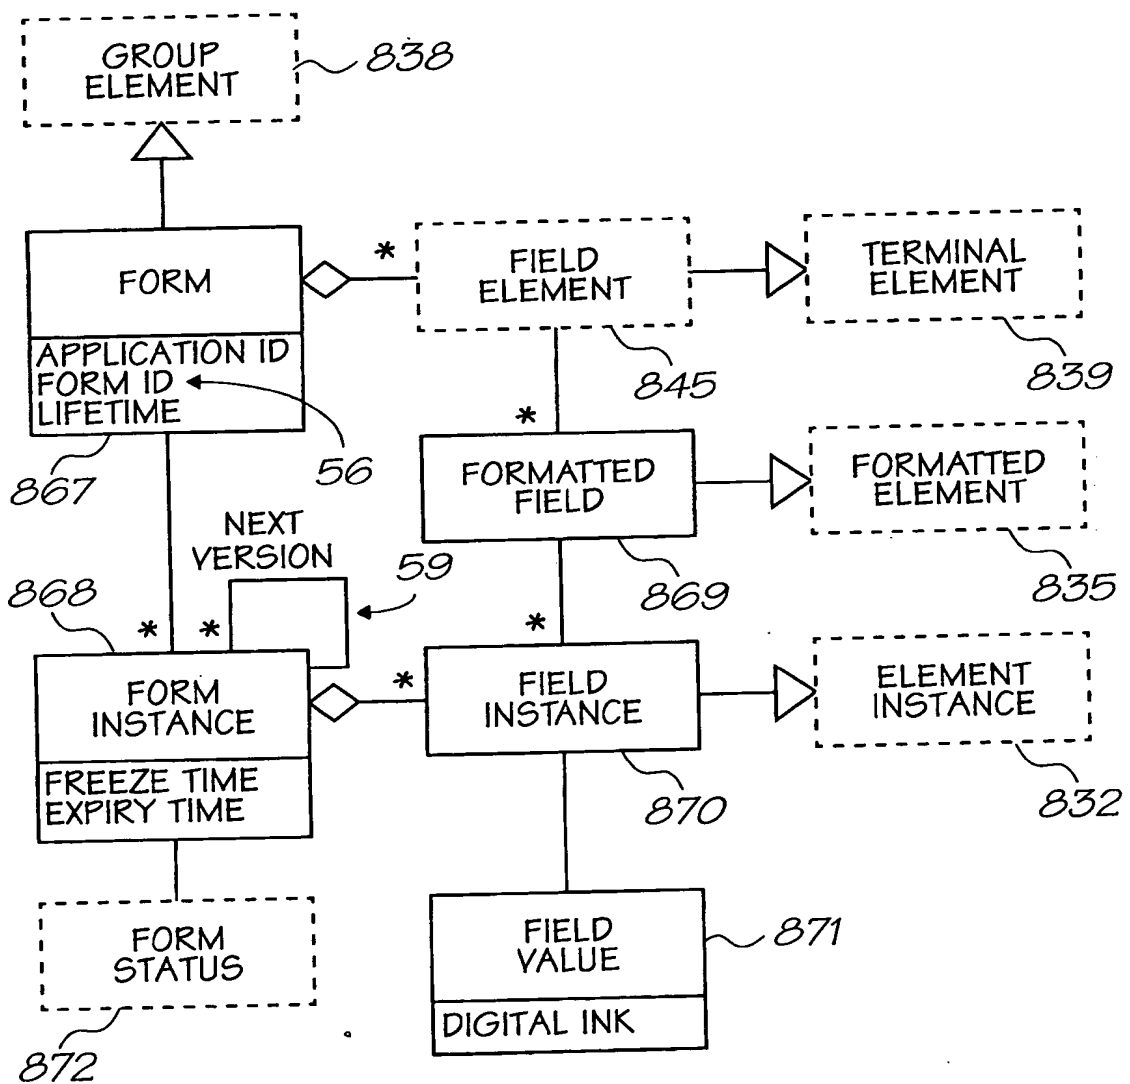 GROUP
ELEMENT
838
FORM
*
FIELD
ELEMENT
TERMINAL
ELEMENT
APPLICATION ID
FORM ID
LIFETIME
845
839
*
867
56
FORMATTED
FIELD
FORMATTED
ELEMENT
NEXT
VERSION
59
869
835
868
*
*
*
FORM
INSTANCE
*
FIELD
INSTANCE
ELEMENT
INSTANCE
FREEZE TIME
EXPIRY TIME
870
832
FORM
STATUS
FIELD
VALUE
871
DIGITAL INK
872